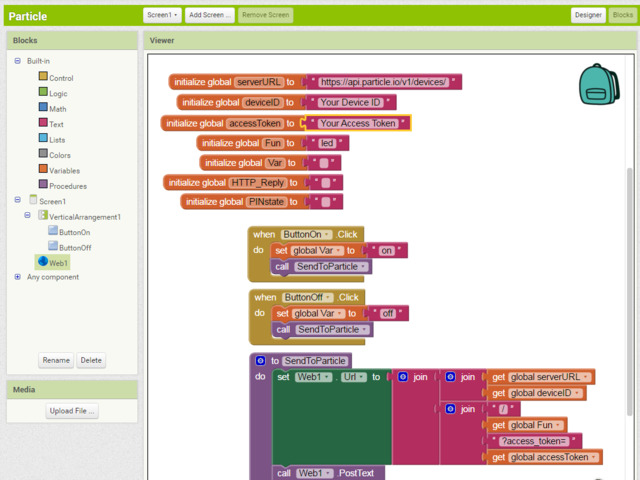 Particle
Screen1 Add Screen ... Remove Screen Designer Blocks
Blocks
Viewer
Built-in
Control
Logic
Math
Text
Lists
Colors
Variables
Procedures
Screen1
VerticalArrangement1
ButtonOn
ButtonOff
Web1
Any component
Rename Delete
Media
Upload File ...
initialize global serverURL to " https://api.particle.io/v1/devices/ "
initialize global deviceID to " Your Device ID "
initialize global accessToken to " Your Access Token "
initialize global Fun to " led "
initialize global Var to " "
initialize global HTTP_Reply to " "
initialize global PINstate to " "
when ButtonOn .Click
do set global Var to " on "
call SendToParticle
when ButtonOff .Click
do set global Var to " off "
call SendToParticle
to SendToParticle
do set Web1 . Url to join join get global serverURL
get global deviceID
join " / "
get global Fun
" ?access_token= "
get global accessToken
call Web1 .PostText